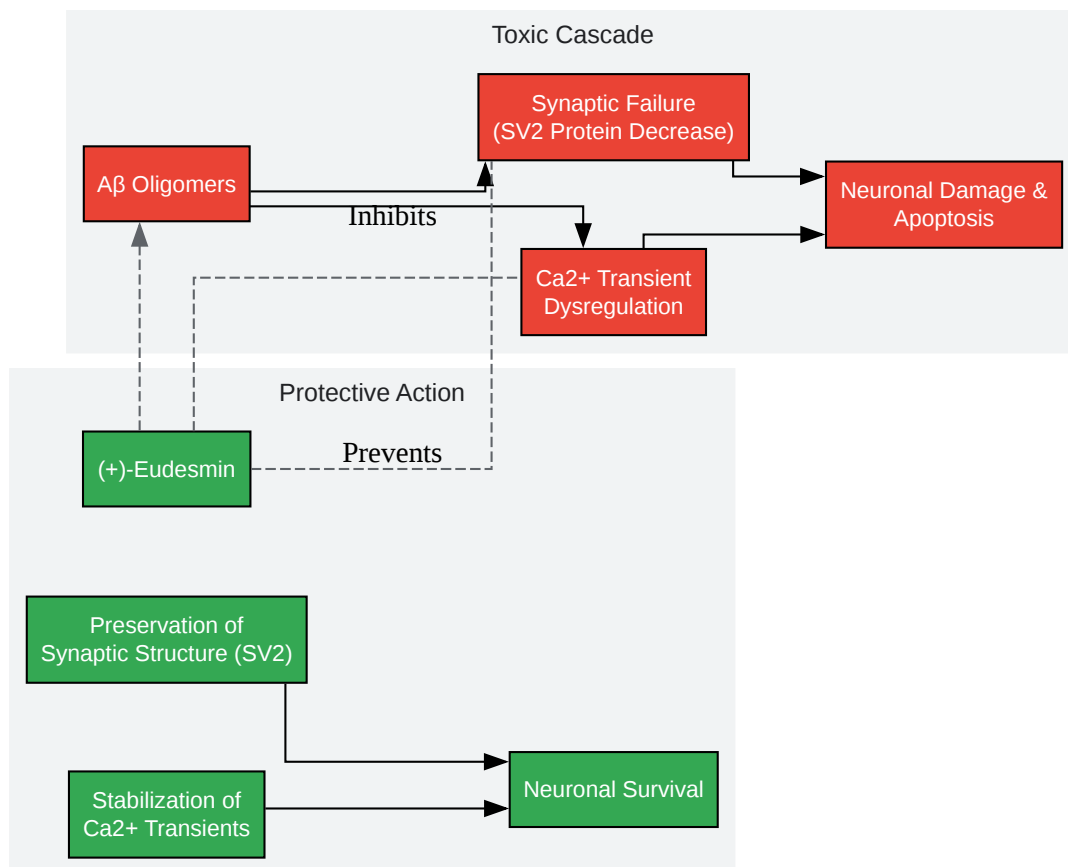 Toxic Cascade
Synaptic Failure
(SV2 Protein Decrease)
Aβ Oligomers
Neuronal Damage &
Apoptosis
Inhibits
Ca2+ Transient
Dysregulation
Protective Action
(+)-Eudesmin
Prevents
Preservation of
Synaptic Structure (SV2)
Neuronal Survival
Stabilization of
Ca2+ Transients